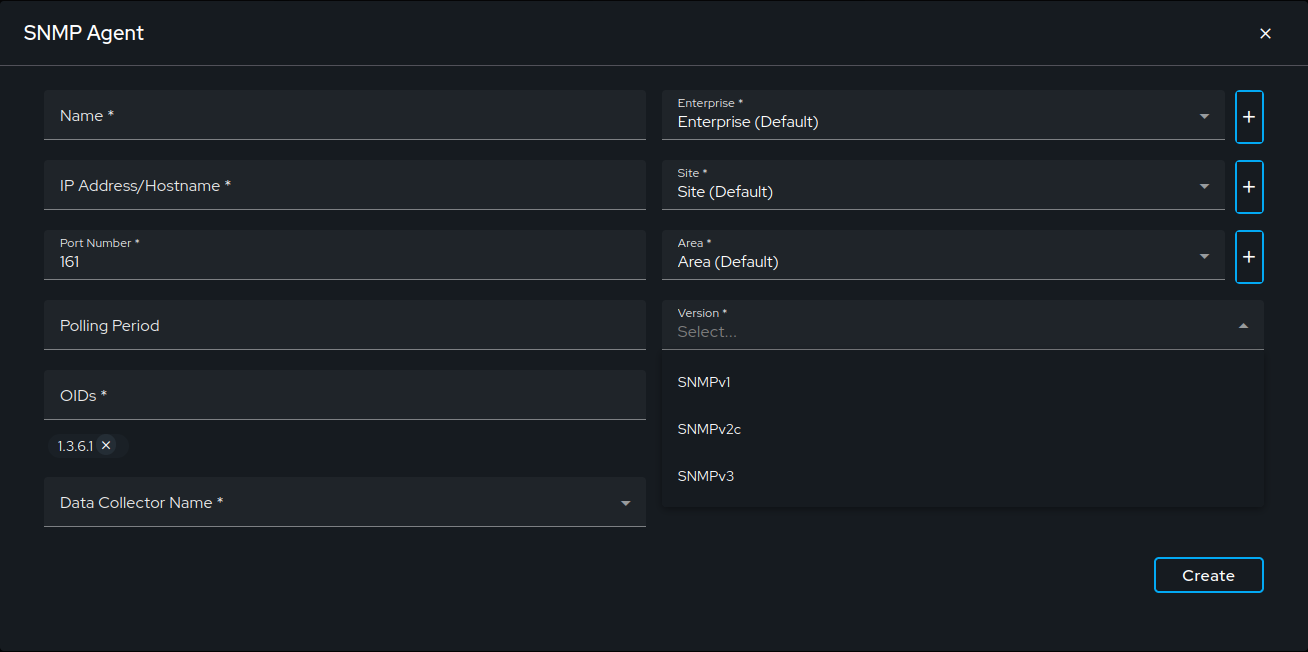 SNMP Agent
Name *
Enterprise *
Enterprise (Default)
+
IP Address/Hostname *
Site *
Site (Default)
+
Port Number *
161
Area *
Area (Default)
+
Polling Period
Version *
Select...
OIDs *
1.3.6.1
SNMPv1
SNMPv2c
SNMPv3
Data Collector Name *
Create